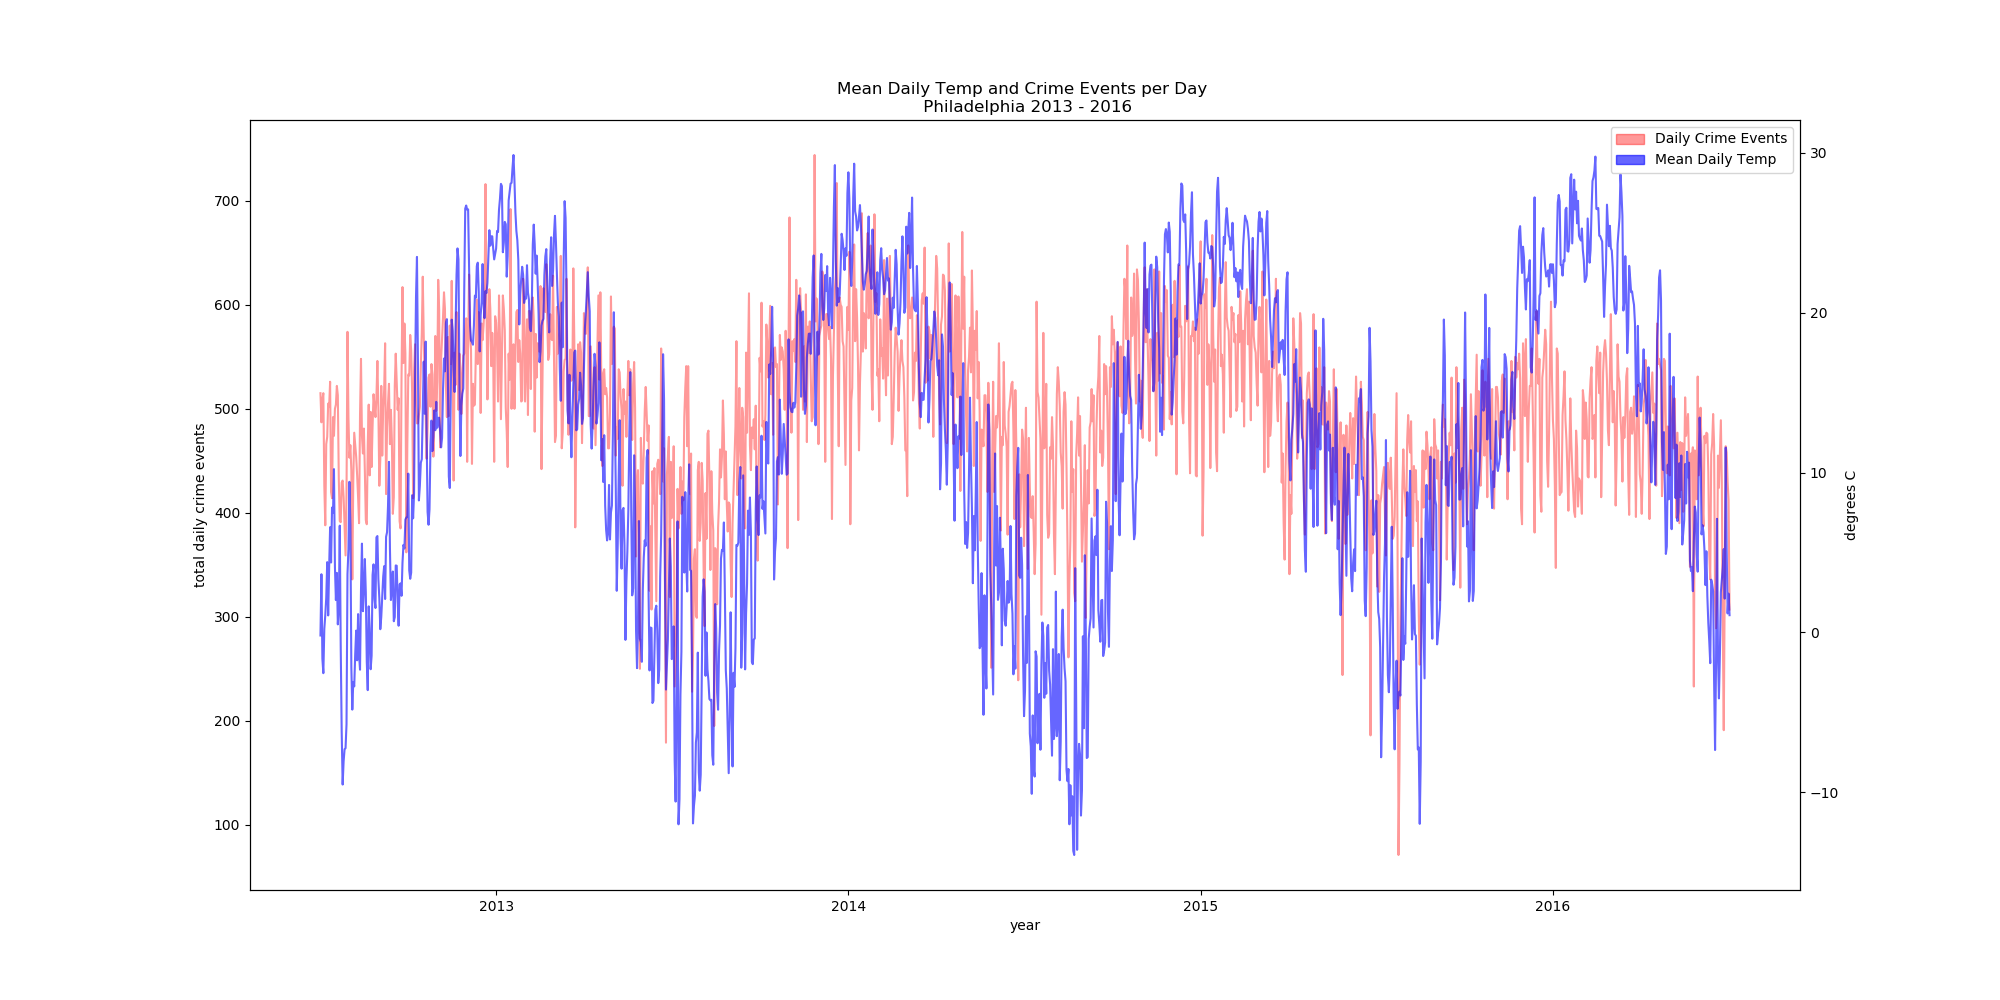 Mean Daily Temp and Crime Events per Day
Philadelphia 2013 - 2016
Daily Crime Events
Mean Daily Temp
total daily crime events
700
600
500
400
300
200
100
30
20
10
0
−10
degrees C
2013
2014
2015
2016
year